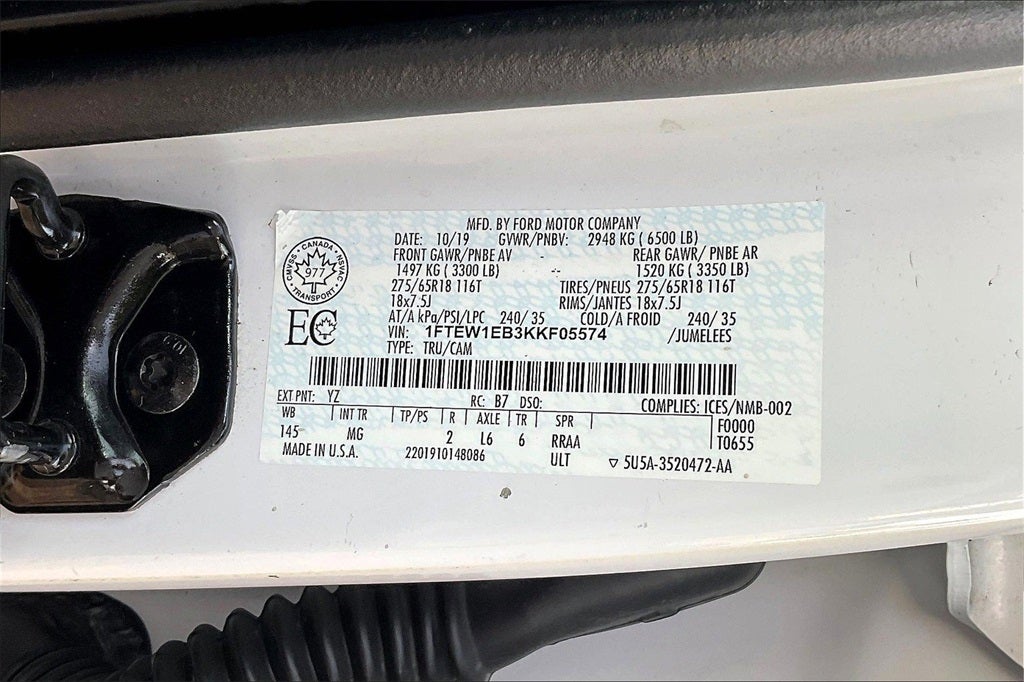 MFD. BY FORD MOTOR COMPANY
DATE: 10/19 GVWR/PNBV: 2948 KG ( 6500 LB)
FRONT GAWR/PNBE AV - REAR GAWR/ PNBE AR
1497 KG ( 3300 LB) -- 1520 KG ( 3350 LB)
275/65R18 116T TIRES/PNEUS 275/65R18 116T
18x7.5J RIMS/JANTES 18x7.5J
AT/A kPa/PSI/LPC 240/ 35 COLD/A FROID 240/ 35
VIN: 1FTEW1EB3KKF05574 /JUMELEES
TYPE: TRU/CAM
CANADA
CMVSS • NSVAC
977
TRANSPORT
EC
EXT PNT: YZ RC: B7 DSO: COMPLIES: ICES/NMB-002
WB INT TR TP/PS R AXLE TR SPR F0000
145 MG 2 L6 6 RRAA T0655
MADE IN U.S.A. 2201910148086 ULT ▽ 5U5A-3520472-AA